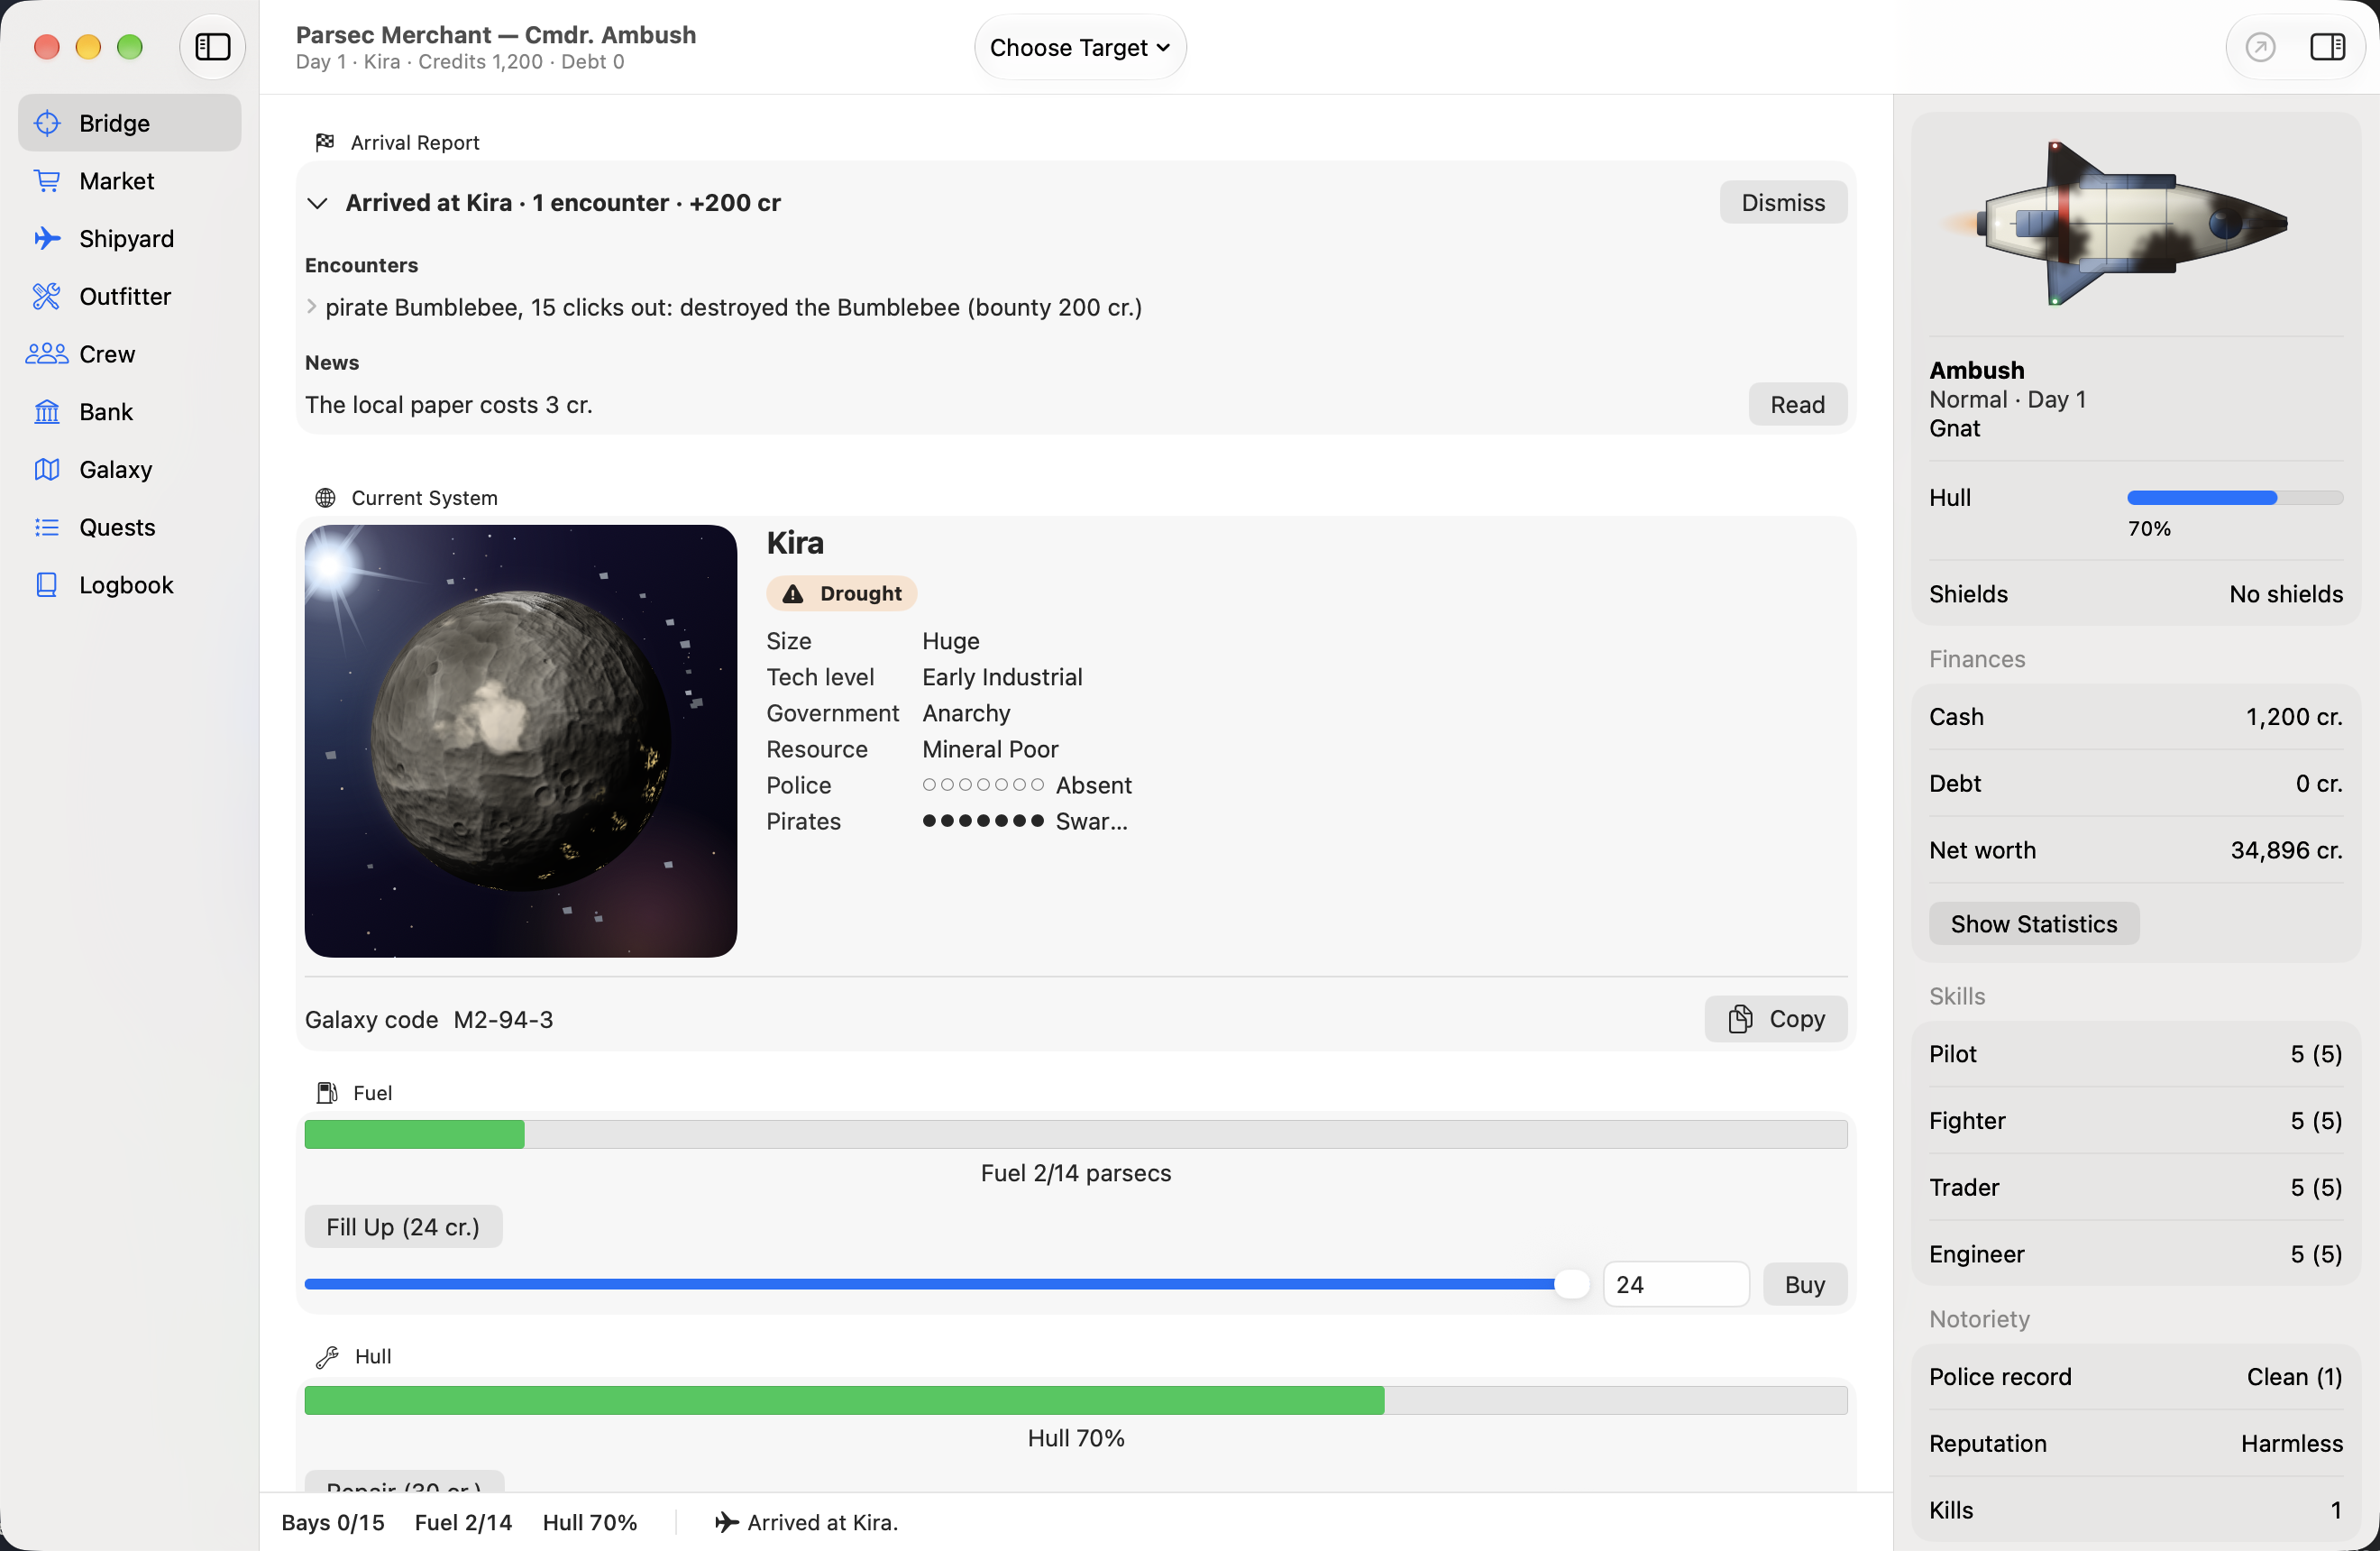 Parsec Merchant — Cmdr. Ambush
Day 1 · Kira · Credits 1,200 · Debt 0
Choose Target
Bridge
Market
Shipyard
Outfitter
Crew
Bank
Galaxy
Quests
Logbook
Arrival Report
Arrived at Kira · 1 encounter · +200 cr
Dismiss
Encounters
pirate Bumblebee, 15 clicks out: destroyed the Bumblebee (bounty 200 cr.)
News
The local paper costs 3 cr.
Read
Current System
Kira
Drought
Size Huge
Tech level Early Industrial
Government Anarchy
Resource Mineral Poor
Police Absent
Pirates Swar...
Galaxy code M2-94-3
Copy
Fuel
Fuel 2/14 parsecs
Fill Up (24 cr.)
24
Buy
Hull
Hull 70%
Repair (30 cr.)
Bays 0/15 Fuel 2/14 Hull 70% Arrived at Kira.
Ambush
Normal · Day 1
Gnat
Hull
70%
Shields No shields
Finances
Cash 1,200 cr.
Debt 0 cr.
Net worth 34,896 cr.
Show Statistics
Skills
Pilot 5 (5)
Fighter 5 (5)
Trader 5 (5)
Engineer 5 (5)
Notoriety
Police record Clean (1)
Reputation Harmless
Kills 1